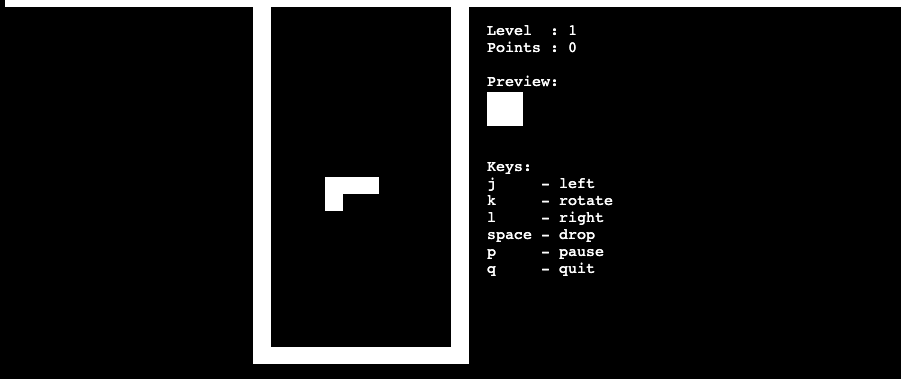 Level  : 1
Points : 0
Preview:
Keys:
j     - left
k     - rotate
l     - right
space - drop
p     - pause
q     - quit